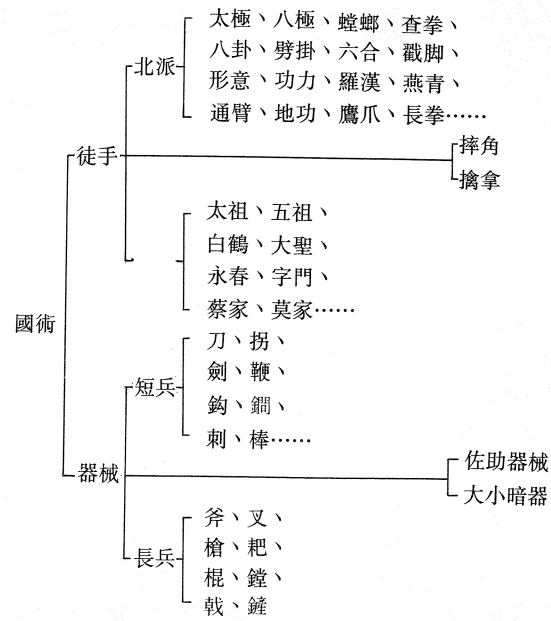 太極、八極、螳螂、查拳、
八卦、劈掛、六合、戳脚、
北派
形意、功力、羅漢、燕青、
通臂、地功、鷹爪、長拳……
徒手
摔角
擒拿
太祖、五祖、
白鶴、大聖、
永春、字門、
蔡家、莫家……
國術
刀、拐、
劍、鞭、
短兵
鈎、鐧、
刺、棒……
器械
佐助器械
大小暗器
斧、叉、
槍、耙、
長兵
棍、鏜、
戟、鏟